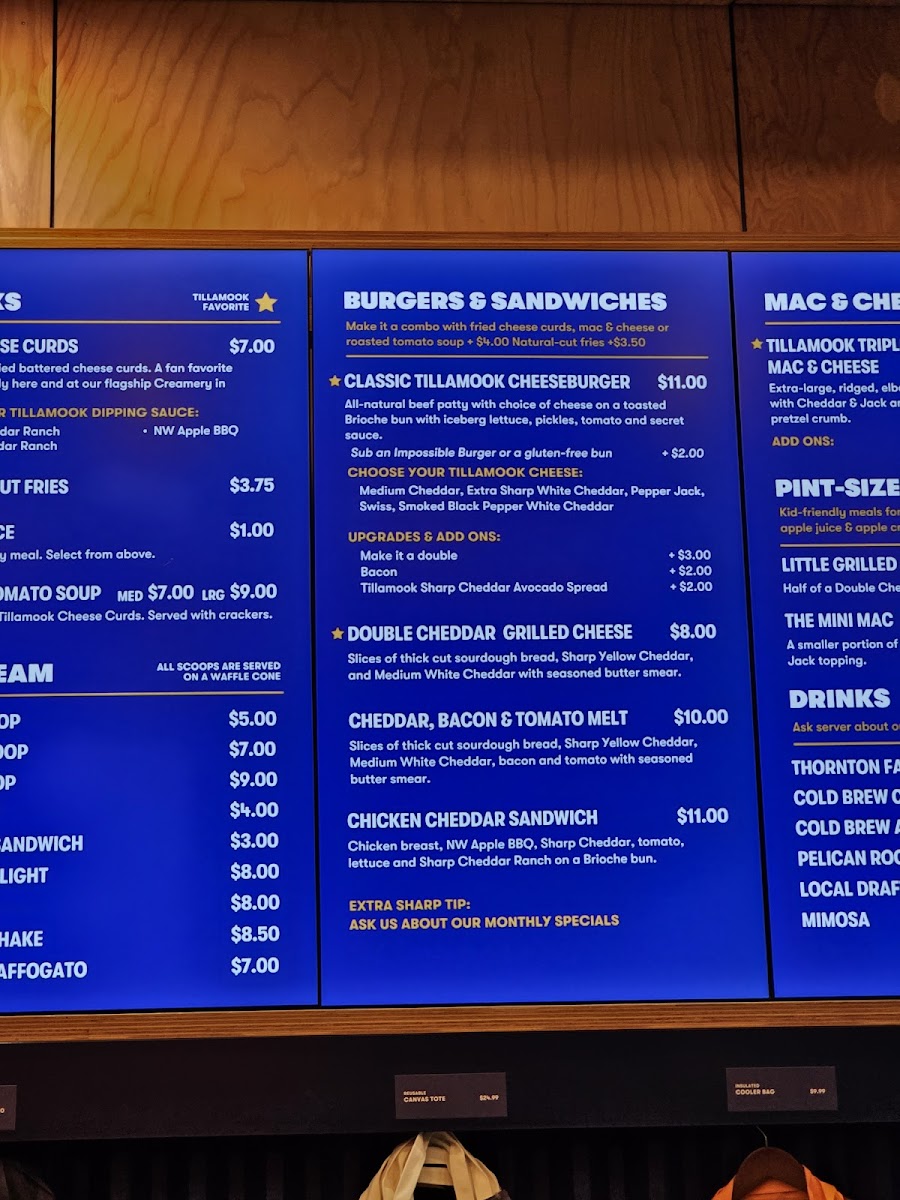 KS
TILLAMOOK
FAVORITE
SE CURDS $7.00
ied battered cheese curds. A fan favorite
ly here and at our flagship Creamery in
R TILLAMOOK DIPPING SAUCE:
dar Ranch • NW Apple BBQ
dar Ranch
UT FRIES $3.75
CE $1.00
y meal. Select from above.
OMATO SOUP MED $7.00 LRG $9.00
Tillamook Cheese Curds. Served with crackers.
EAM
ALL SCOOPS ARE SERVED
ON A WAFFLE CONE
OP $5.00
OOP $7.00
OP $9.00
$4.00
SANDWICH $3.00
LIGHT $8.00
$8.00
HAKE $8.50
AFFOGATO $7.00
BURGERS & SANDWICHES
Make it a combo with fried cheese curds, mac & cheese or
roasted tomato soup + $4.00 Natural-cut fries +$3.50
CLASSIC TILLAMOOK CHEESEBURGER $11.00
All-natural beef patty with choice of cheese on a toasted
Brioche bun with iceberg lettuce, pickles, tomato and secret
sauce.
Sub an Impossible Burger or a gluten-free bun + $2.00
CHOOSE YOUR TILLAMOOK CHEESE:
Medium Cheddar, Extra Sharp White Cheddar, Pepper Jack,
Swiss, Smoked Black Pepper White Cheddar
UPGRADES & ADD ONS:
Make it a double + $3.00
Bacon + $2.00
Tillamook Sharp Cheddar Avocado Spread + $2.00
DOUBLE CHEDDAR GRILLED CHEESE $8.00
Slices of thick cut sourdough bread, Sharp Yellow Cheddar,
and Medium White Cheddar with seasoned butter smear.
CHEDDAR, BACON & TOMATO MELT $10.00
Slices of thick cut sourdough bread, Sharp Yellow Cheddar,
Medium White Cheddar, bacon and tomato with seasoned
butter smear.
CHICKEN CHEDDAR SANDWICH $11.00
Chicken breast, NW Apple BBQ, Sharp Cheddar, tomato,
lettuce and Sharp Cheddar Ranch on a Brioche bun.
EXTRA SHARP TIP:
ASK US ABOUT OUR MONTHLY SPECIALS
MAC & CHE
TILLAMOOK TRIPL
MAC & CHEESE
Extra-large, ridged, elb
with Cheddar & Jack a
pretzel crumb.
ADD ONS:
PINT-SIZE
Kid-friendly meals for
apple juice & apple c
LITTLE GRILLED
Half of a Double Che
THE MINI MAC
A smaller portion of
Jack topping.
DRINKS
Ask server about o
THORNTON FA
COLD BREW C
COLD BREW A
PELICAN ROC
LOCAL DRAF
MIMOSA
REUSABLE
CANVAS TOTE $24.99
INSULATED
COOLER BAG $9.99